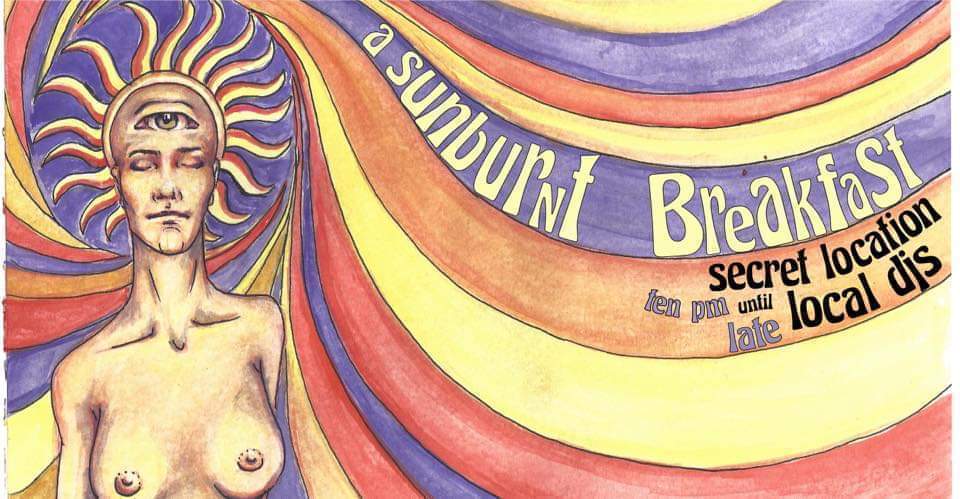 a sunburnt Breakfast
secret location
ten pm until local djs
late